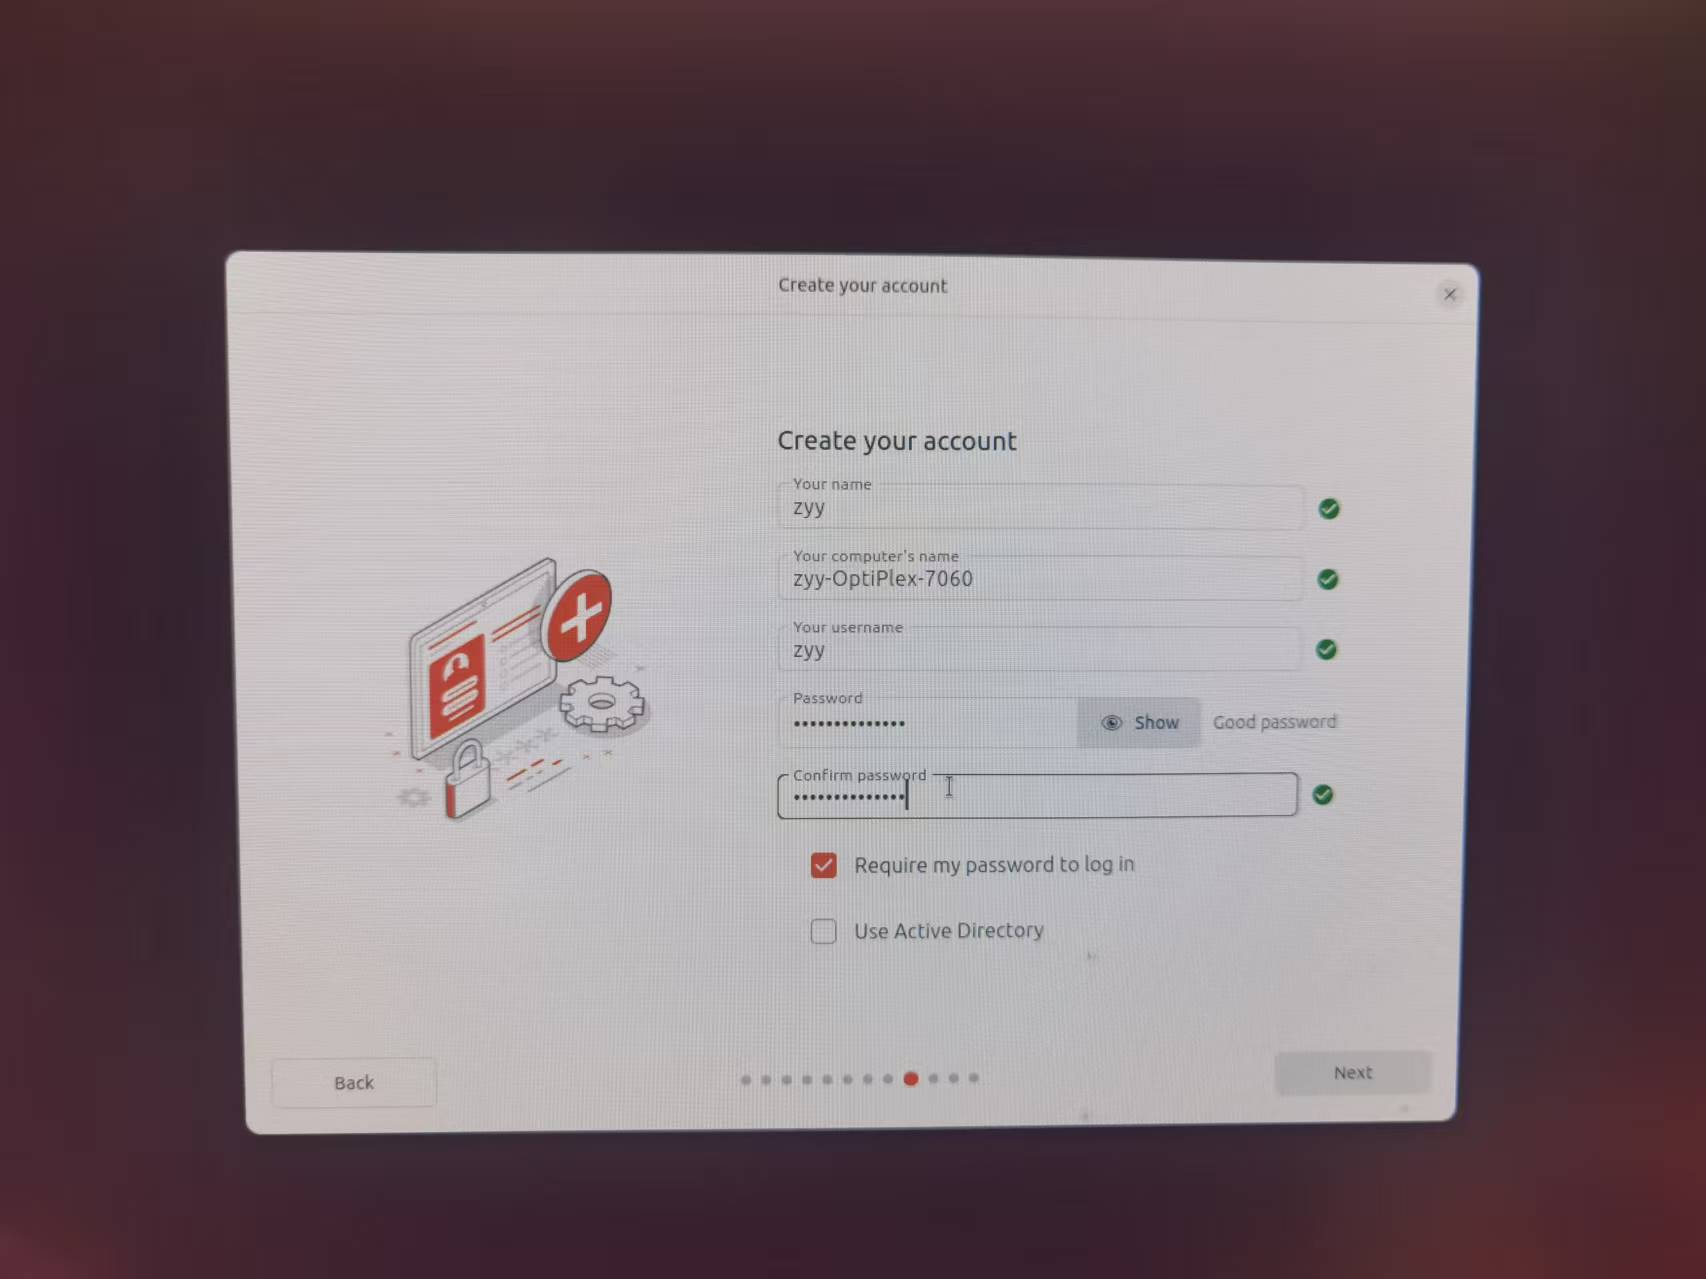 Create your account
Create your account
Your name
zyy
Your computer's name
zyy-OptiPlex-7060
Your username
zyy
Password
••••••••••••••
Show
Good password
Confirm password
••••••••••••••
Require my password to log in
Use Active Directory
Back
Next